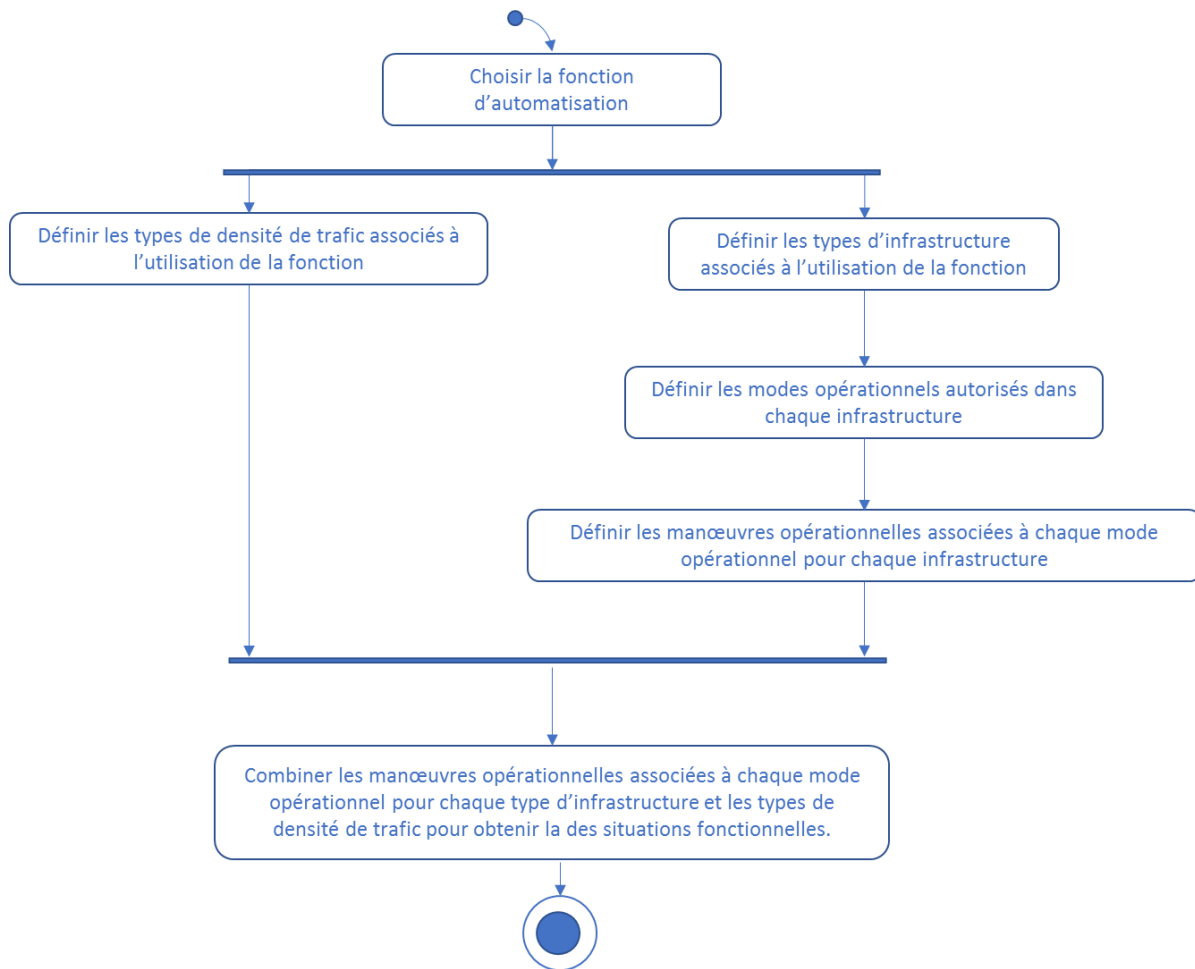 Choisir la fonction
d’automatisation
Définir les types de densité de trafic associés à
l’utilisation de la fonction
Définir les types d’infrastructure
associés à l’utilisation de la fonction
Définir les modes opérationnels autorisés dans
chaque infrastructure
Définir les manœuvres opérationnelles associées à chaque mode
opérationnel pour chaque infrastructure
Combiner les manœuvres opérationnelles associées à chaque mode
opérationnel pour chaque type d’infrastructure et les types de
densité de trafic pour obtenir la des situations fonctionnelles.